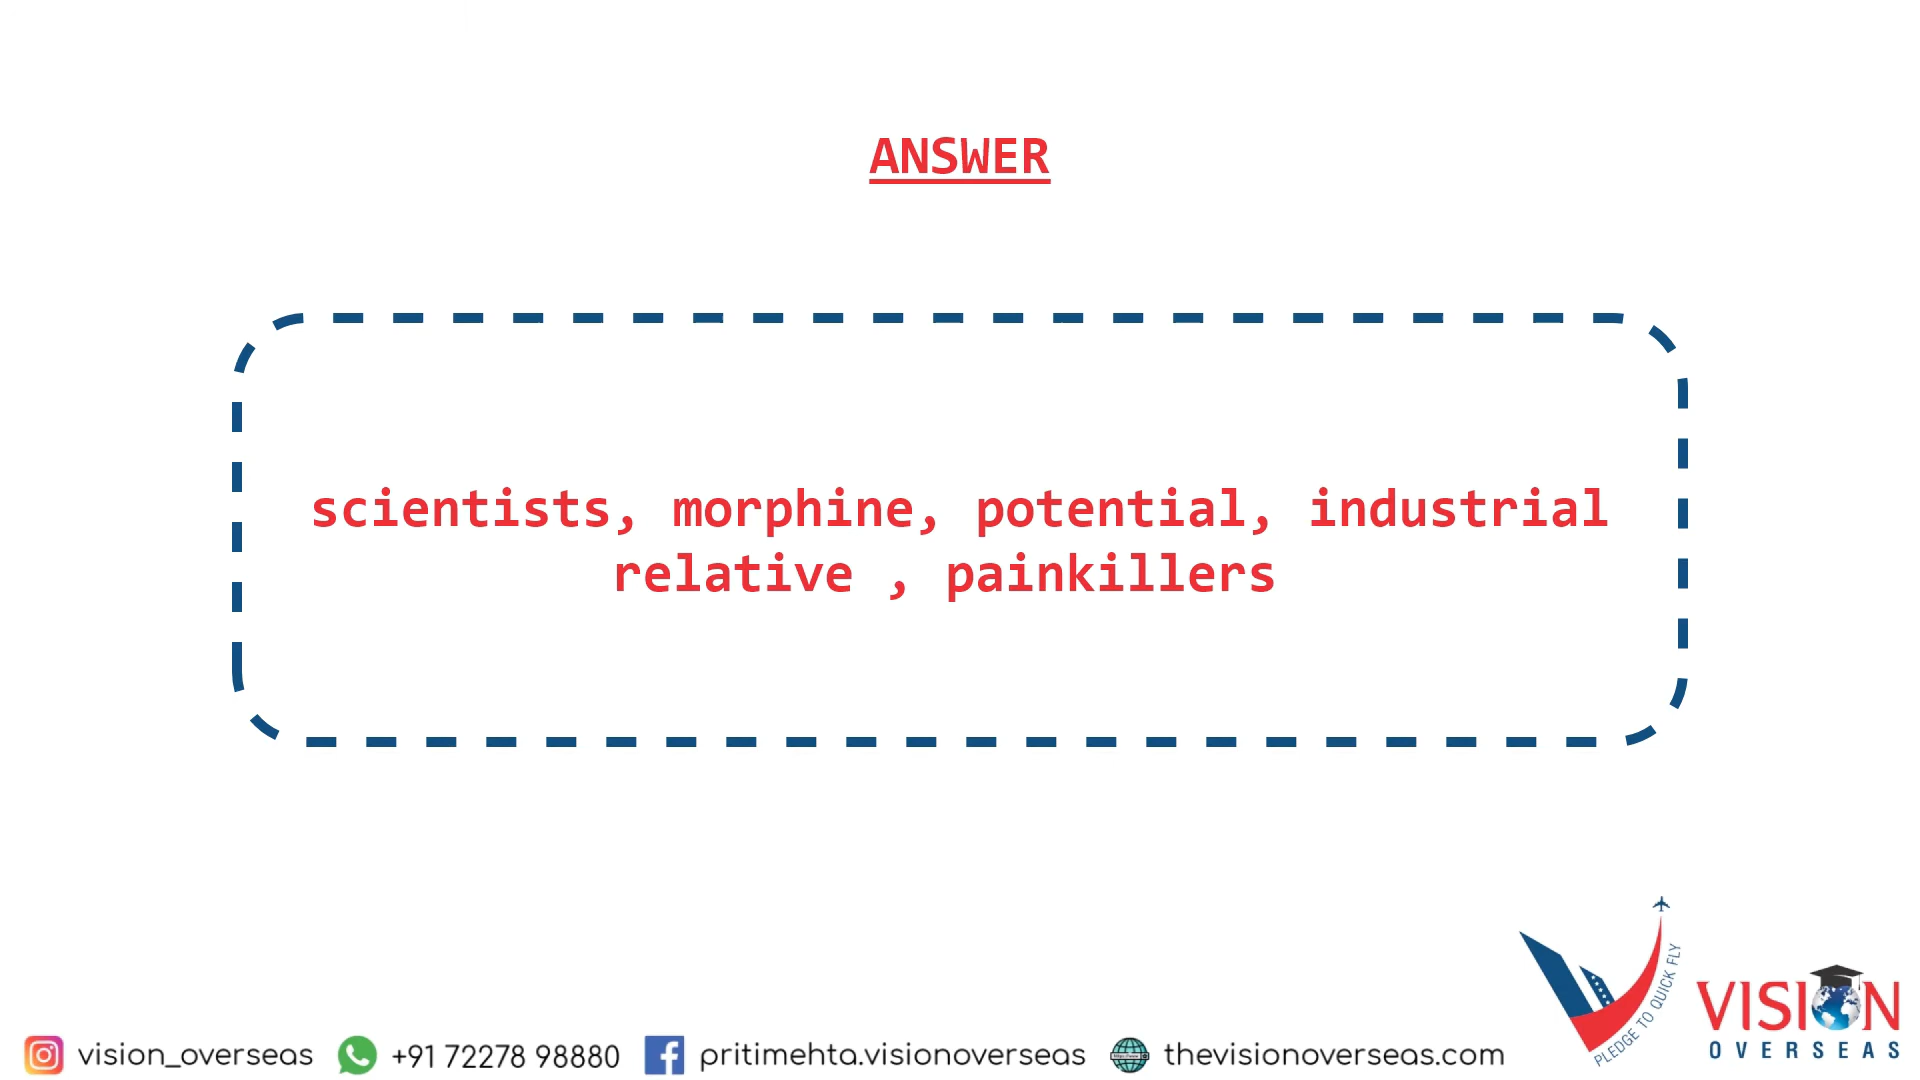 ANSWER
scientists, morphine, potential, industrial
relative , painkillers
PLEDGE TO QUICK FLY
VISION
OVERSEAS
vision_overseas
+91 72278 98880
pritimehta.visionoverseas
thevisionoverseas.com